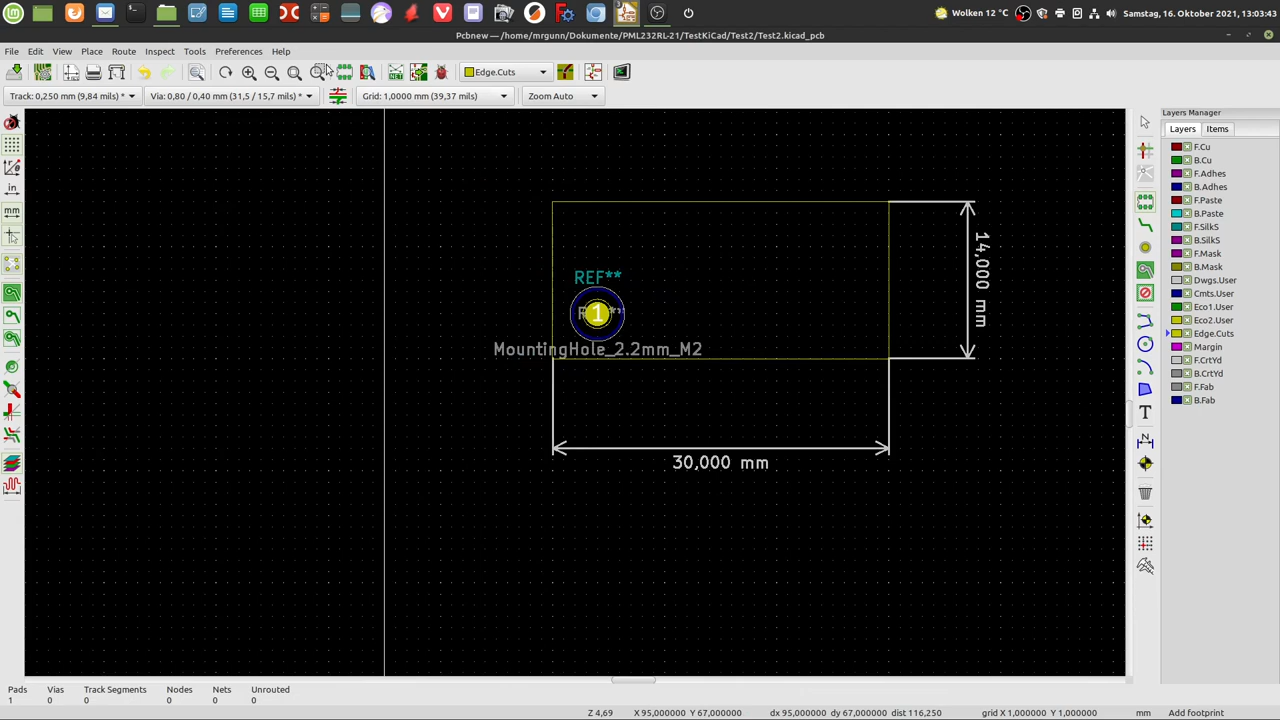 Wolken 12 °C
Samstag, 16. Oktober 2021, 13:03:43
Pcbnew — /home/mrgunn/Dokumente/PML232RL-21/TestKiCad/Test2/Test2.kicad_pcb
File Edit View Place Route Inspect Tools Preferences Help
Edge.Cuts
Track: 0,250 mm (9,84 mils) *
Via: 0,80 / 0,40 mm (31,5 / 15,7 mils) *
Grid: 1,0000 mm (39,37 mils)
Zoom Auto
Layers Manager
Layers Items
in
mm
F.Cu
B.Cu
F.Adhes
B.Adhes
F.Paste
B.Paste
F.SilkS
B.SilkS
F.Mask
B.Mask
Dwgs.User
Cmts.User
Eco1.User
Eco2.User
Edge.Cuts
Margin
F.CrtYd
B.CrtYd
F.Fab
B.Fab
REF**
1
MountingHole_2.2mm_M2
14,000 mm
30,000 mm
Pads Vias Track Segments Nodes Nets Unrouted
1 0 0 0 0 0
Z 4,69 X 95,000000 Y 67,000000 dx 95,000000 dy 67,000000 dist 116,250 grid X 1,000000 Y 1,000000 mm Add footprint